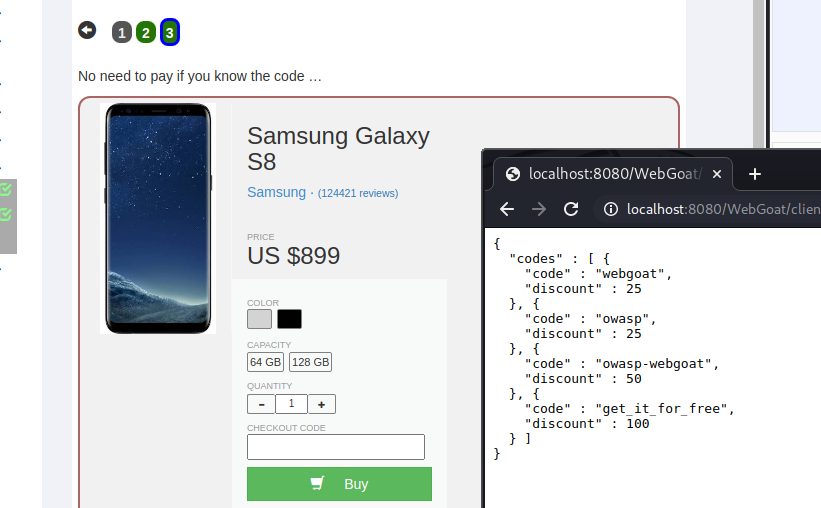 1 2 3
No need to pay if you know the code …
Samsung Galaxy
S8
Samsung · (124421 reviews)
PRICE
US $899
COLOR
CAPACITY
64 GB 128 GB
QUANTITY
− 1 +
CHECKOUT CODE
Buy
localhost:8080/WebGoat/ × +
localhost:8080/WebGoat/clien
{
"codes" : [ {
"code" : "webgoat",
"discount" : 25
}, {
"code" : "owasp",
"discount" : 25
}, {
"code" : "owasp-webgoat",
"discount" : 50
}, {
"code" : "get_it_for_free",
"discount" : 100
} ]
}